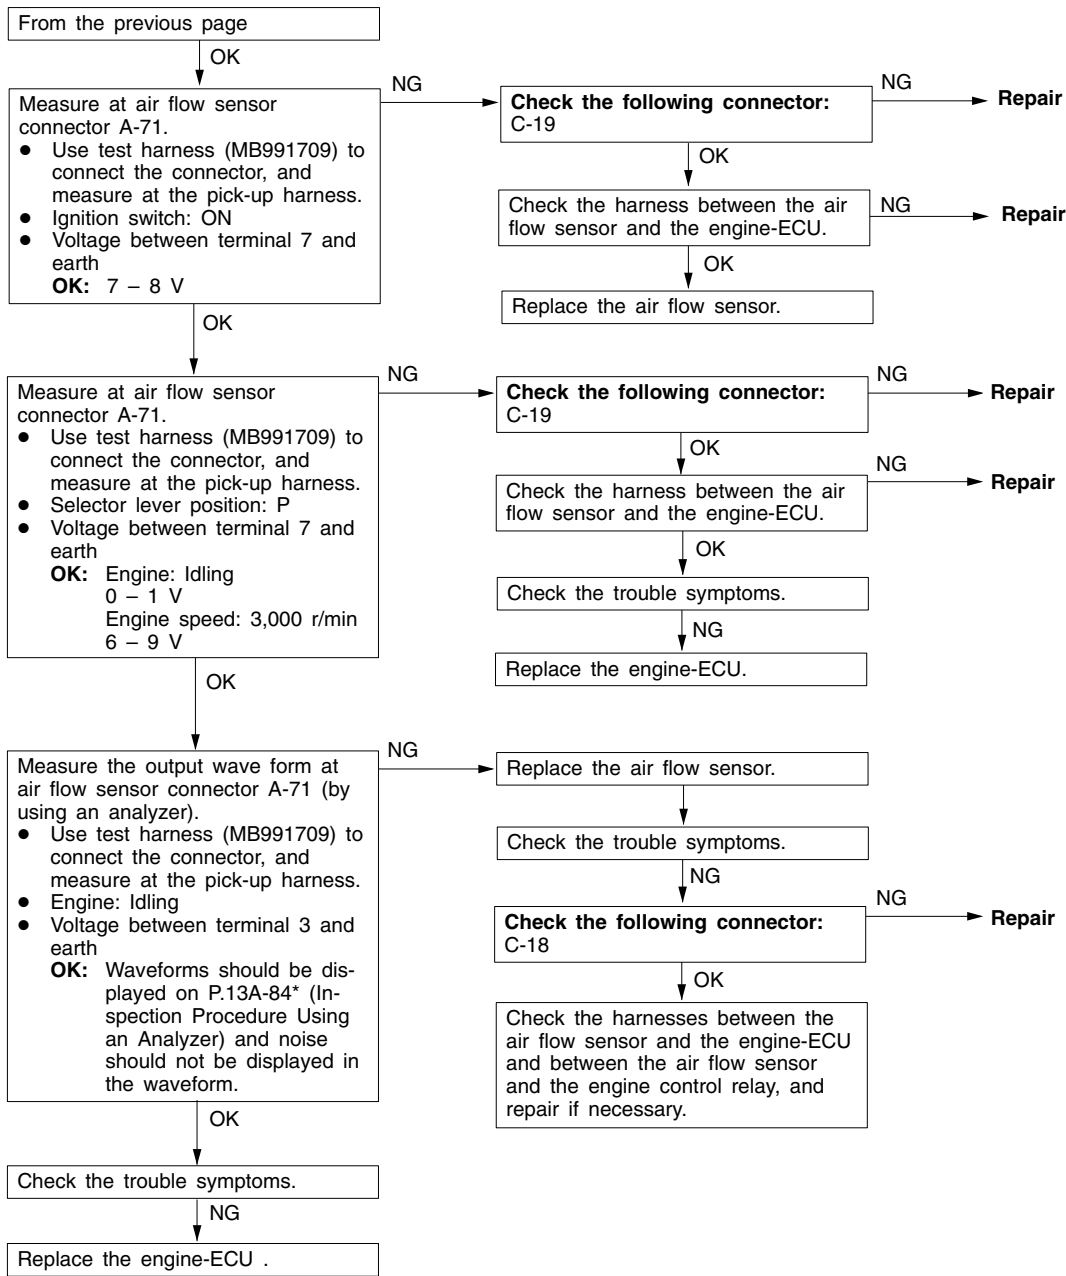 From the previous page
OK
Measure at air flow sensor
connector A-71.
● Use test harness (MB991709) to
connect the connector, and
measure at the pick-up harness.
● Ignition switch: ON
● Voltage between terminal 7 and
earth
OK: 7 – 8 V
NG
Check the following connector:
C-19
NG
Repair
OK
Check the harness between the air
flow sensor and the engine-ECU.
NG
Repair
OK
Replace the air flow sensor.
OK
Measure at air flow sensor
connector A-71.
● Use test harness (MB991709) to
connect the connector, and
measure at the pick-up harness.
● Selector lever position: P
● Voltage between terminal 7 and
earth
OK: Engine: Idling
0 – 1 V
Engine speed: 3,000 r/min
6 – 9 V
NG
Check the following connector:
C-19
NG
Repair
OK
Check the harness between the air
flow sensor and the engine-ECU.
NG
Repair
OK
Check the trouble symptoms.
NG
Replace the engine-ECU.
OK
Measure the output wave form at
air flow sensor connector A-71 (by
using an analyzer).
● Use test harness (MB991709) to
connect the connector, and
measure at the pick-up harness.
● Engine: Idling
● Voltage between terminal 3 and
earth
OK: Waveforms should be dis-
played on P.13A-84* (In-
spection Procedure Using
an Analyzer) and noise
should not be displayed in
the waveform.
NG
Replace the air flow sensor.
Check the trouble symptoms.
NG
Check the following connector:
C-18
NG
Repair
OK
Check the harnesses between the
air flow sensor and the engine-ECU
and between the air flow sensor
and the engine control relay, and
repair if necessary.
OK
Check the trouble symptoms.
NG
Replace the engine-ECU .